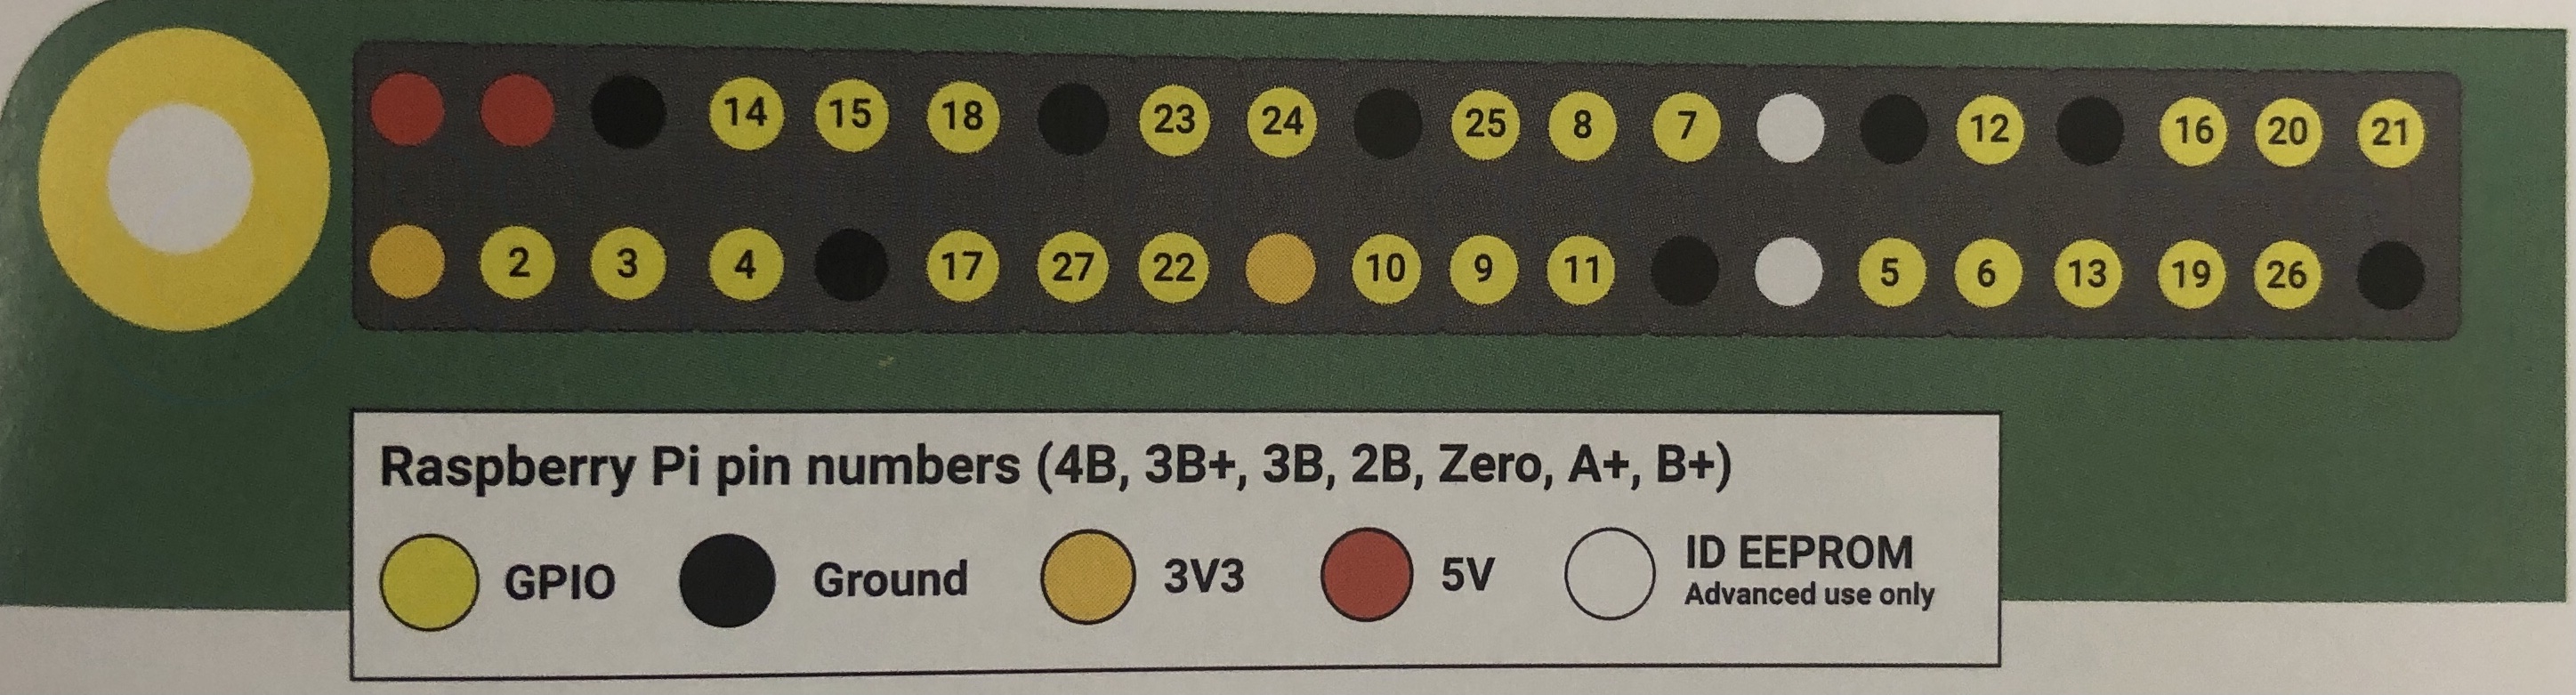 14 15 18 23 24 25 8 7 12 16 20 21
2 3 4 17 27 22 10 9 11 5 6 13 19 26
Raspberry Pi pin numbers (4B, 3B+, 3B, 2B, Zero, A+, B+)
GPIO Ground 3V3 5V ID EEPROM
Advanced use only